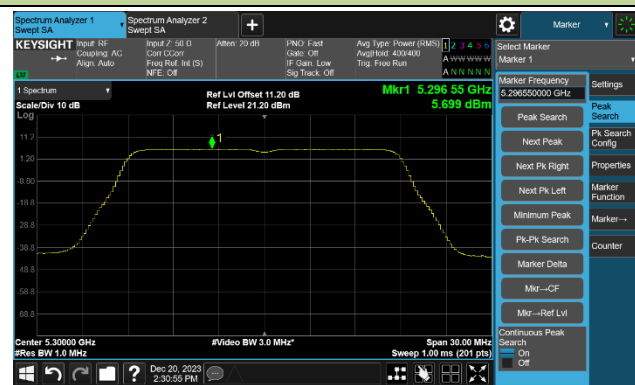 Spectrum Analyzer 1
Swept SA
Spectrum Analyzer 2
Swept SA
+
Marker
KEYSIGHT
Input: RF
Coupling: AC
Align: Auto
Input Z: 50 Ω
Corr CCorr
Freq Ref: Int (S)
NFE: Off
Atten: 20 dB
PNO: Fast
Gate: Off
IF Gain: Low
Sig Track: Off
Avg Type: Power (RMS)
Avg|Hold: 400/400
Trig: Free Run
1 2 3 4 5 6
A W W W W W
A N N N N N
LXI
Select Marker
Marker 1
1 Spectrum
Scale/Div 10 dB
Log
Ref Lvl Offset 11.20 dB
Ref Level 21.20 dBm
Mkr1 5.296 55 GHz
5.699 dBm
1
11.2
1.20
-8.80
-18.8
-28.8
-38.8
-48.8
-58.8
-68.8
Center 5.30000 GHz
#Res BW 1.0 MHz
#Video BW 3.0 MHz*
Span 30.00 MHz
Sweep 1.00 ms (201 pts)
Marker Frequency
5.296550000 GHz
Peak Search
Next Peak
Next Pk Right
Next Pk Left
Minimum Peak
Pk-Pk Search
Marker Delta
Mkr→CF
Mkr→Ref Lvl
Continuous Peak
Search
On
Off
Settings
Peak
Search
Pk Search
Config
Properties
Marker
Function
Marker→
Counter
?
Dec 20, 2023
2:30:55 PM